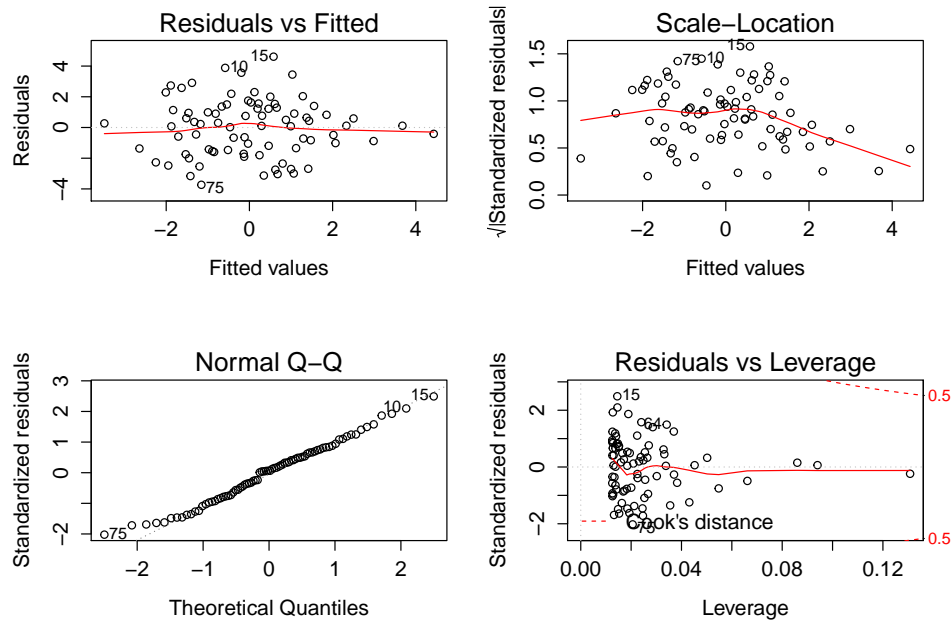 Residuals vs Fitted
Residuals
4
2
0
−4
10
15
75
−2 0 2 4
Fitted values
Scale−Location
√|Standardized residuals|
1.5
1.0
0.5
0.0
75
10
15
−2 0 2 4
Fitted values
Normal Q−Q
Standardized residuals
3
2
1
0
−2
10
15
75
−2 −1 0 1 2
Theoretical Quantiles
Residuals vs Leverage
Standardized residuals
2
0
−2
15
64
75
Cook's distance
0.5
0.5
0.00 0.04 0.08 0.12
Leverage